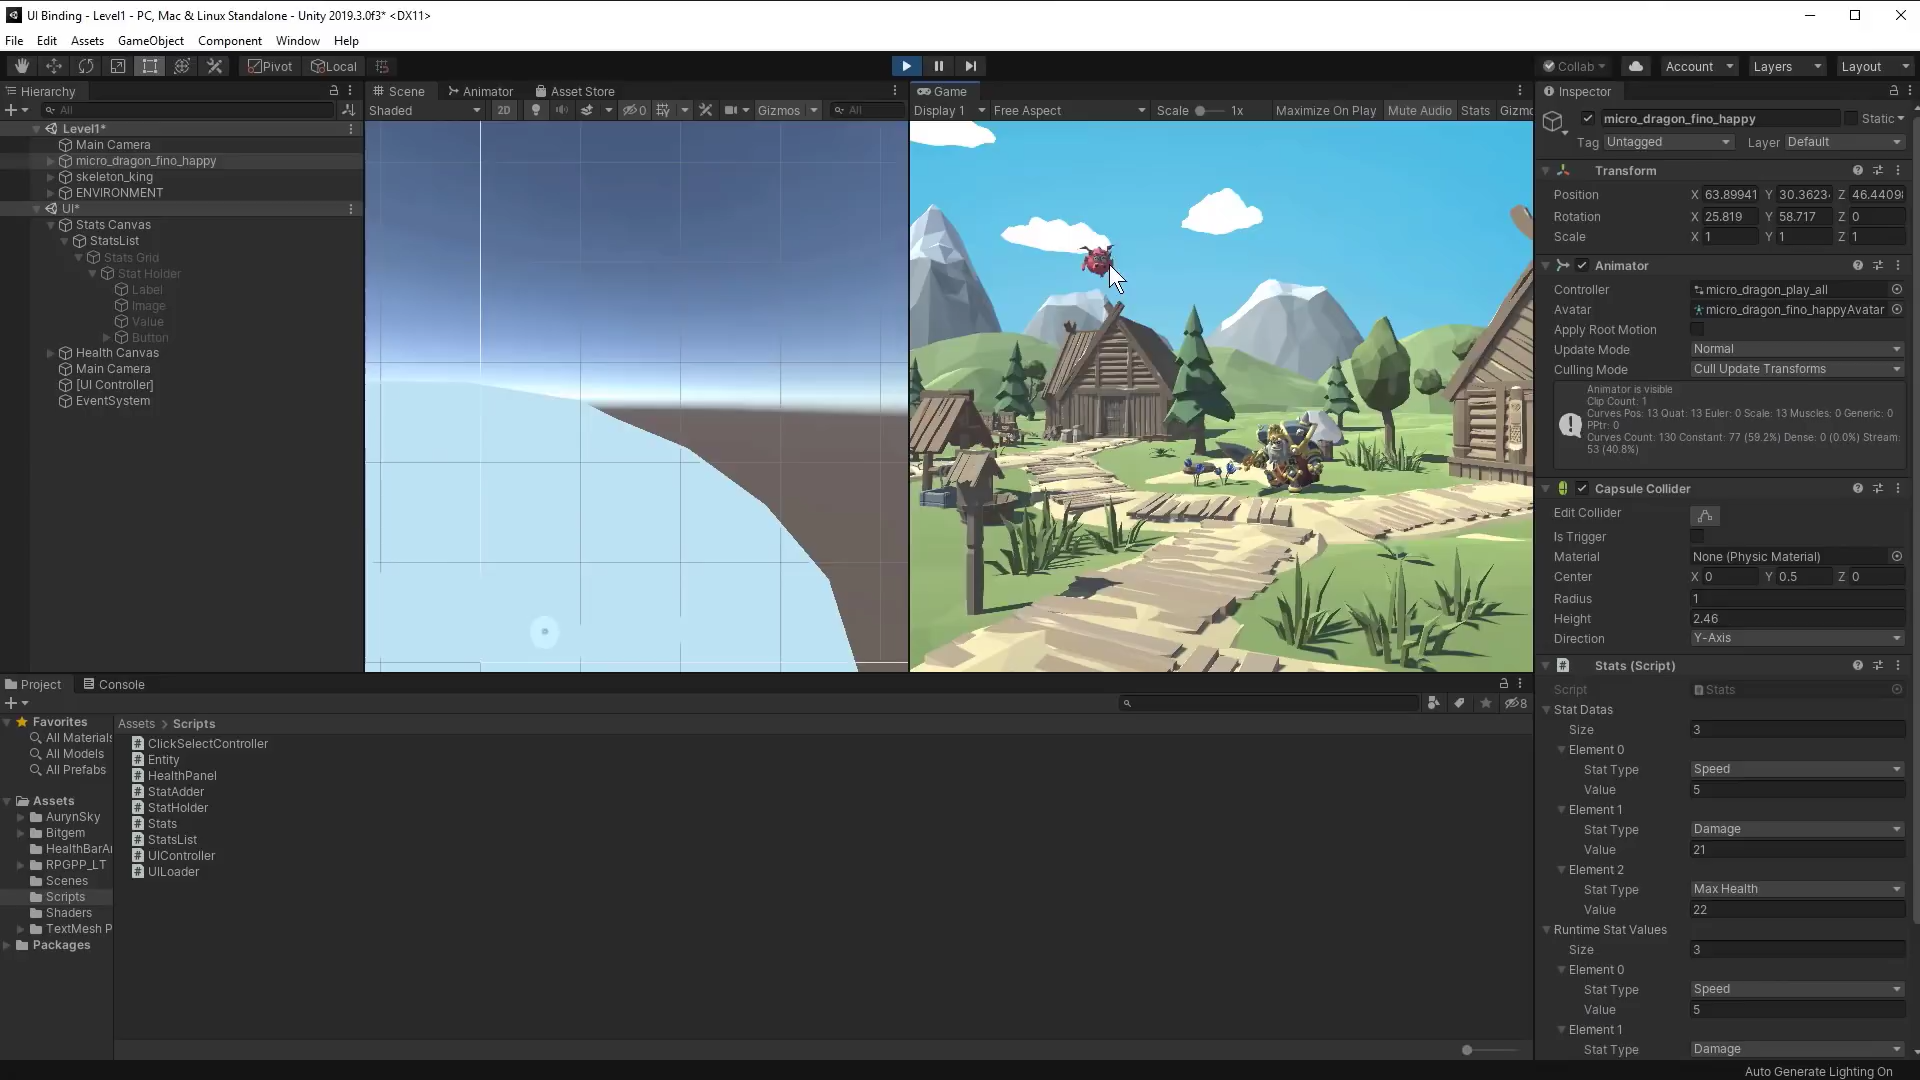 UI Binding - Level1 - PC, Mac & Linux Standalone - Unity 2019.3.0f3* <DX11>
File Edit Assets GameObject Component Window Help
Pivot Local Collab Account Layers Layout
Hierarchy
All
Level1*
Main Camera
micro_dragon_fino_happy
skeleton_king
ENVIRONMENT
UI*
Stats Canvas
StatsList
Stats Grid
Stat Holder
Label
Image
Value
Button
Health Canvas
Main Camera
[UI Controller]
EventSystem
Scene Animator Asset Store
Shaded 2D 0 Gizmos All
Game
Display 1 Free Aspect Scale 1x Maximize On Play Mute Audio Stats Gizmo
Inspector
micro_dragon_fino_happy Static
Tag Untagged Layer Default
Transform
Position X 63.89941 Y 30.3623 Z 46.4409
Rotation X 25.819 Y 58.717 Z 0
Scale X 1 Y 1 Z 1
Animator
Controller micro_dragon_play_all
Avatar micro_dragon_fino_happyAvatar
Apply Root Motion
Update Mode Normal
Culling Mode Cull Update Transforms
Animator is visible
Clip Count: 1
Curves Pos: 13 Quat: 13 Euler: 0 Scale: 13 Muscles: 0 Generic: 0
PPtr: 0
Curves Count: 130 Constant: 77 (59.2%) Dense: 0 (0.0%) Stream:
53 (40.8%)
Capsule Collider
Edit Collider
Is Trigger
Material None (Physic Material)
Center X 0 Y 0.5 Z 0
Radius 1
Height 2.46
Direction Y-Axis
Stats (Script)
Script Stats
Stat Datas
Size 3
Element 0
Stat Type Speed
Value 5
Element 1
Stat Type Damage
Value 21
Element 2
Stat Type Max Health
Value 22
Runtime Stat Values
Size 3
Element 0
Stat Type Speed
Value 5
Element 1
Stat Type Damage
Project Console
8
Favorites
All Materials
All Models
All Prefabs
Assets
AurynSky
Bitgem
HealthBarAr
RPGPP_LT
Scenes
Scripts
Shaders
TextMesh P
Packages
Assets > Scripts
ClickSelectController
Entity
HealthPanel
StatAdder
StatHolder
Stats
StatsList
UIController
UILoader
Auto Generate Lighting On